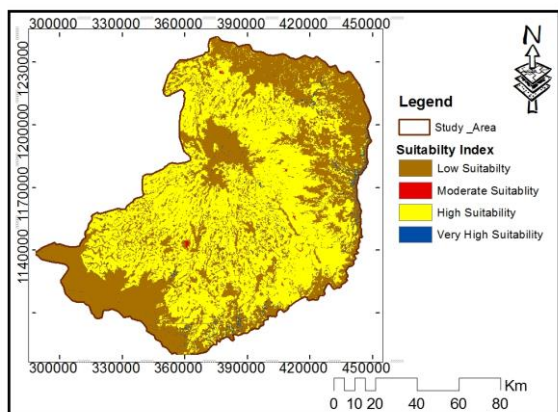 300000 330000 360000 390000 420000 450000
1230000
1200000
1170000
1140000
300000 330000 360000 390000 420000 450000
N
Legend
Study _Area
Suitabilty Index
Low Suitabilty
Moderate Suitablity
High Suitability
Very High Suitability
Km
0 10 20 40 60 80